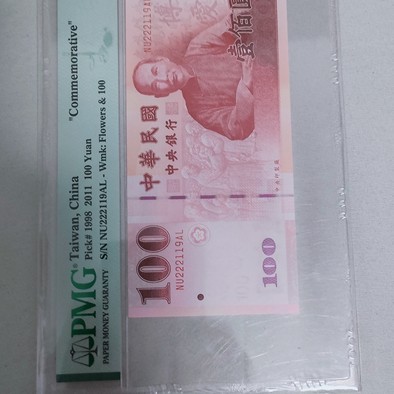 PMG® Taiwan, China "Commemorative"
Pick# 1998 2011 100 Yuan
PAPER MONEY GUARANTY S/N NU222119AL - Wmk: Flowers & 100
NU222119AL
壹佰圓
中華民國
中央銀行
100
NU222119AL
100